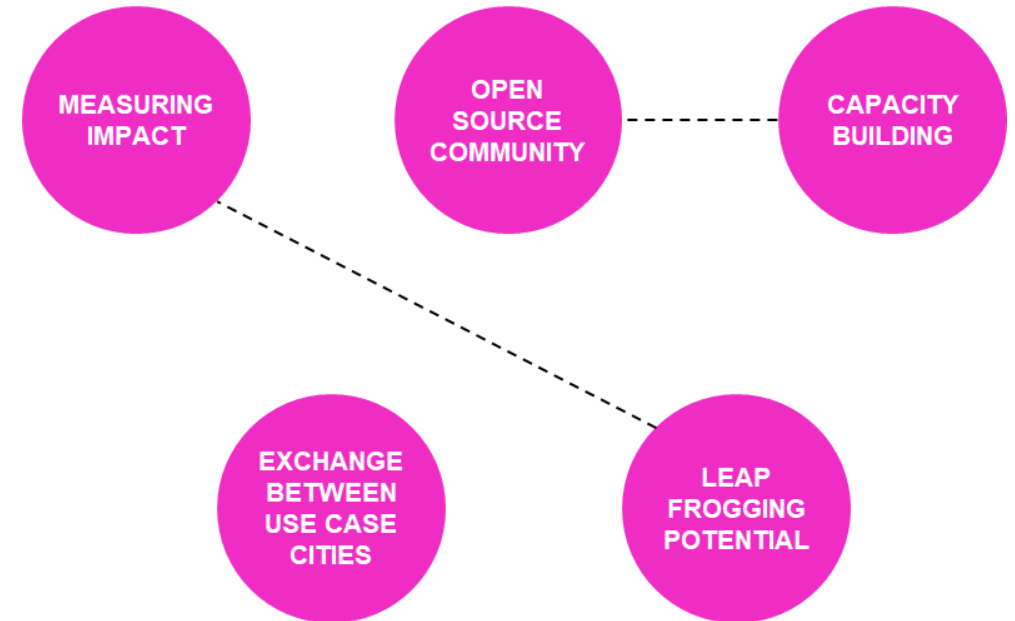 MEASURING
IMPACT
OPEN
SOURCE
COMMUNITY
CAPACITY
BUILDING
EXCHANGE
BETWEEN
USE CASE
CITIES
LEAP
FROGGING
POTENTIAL